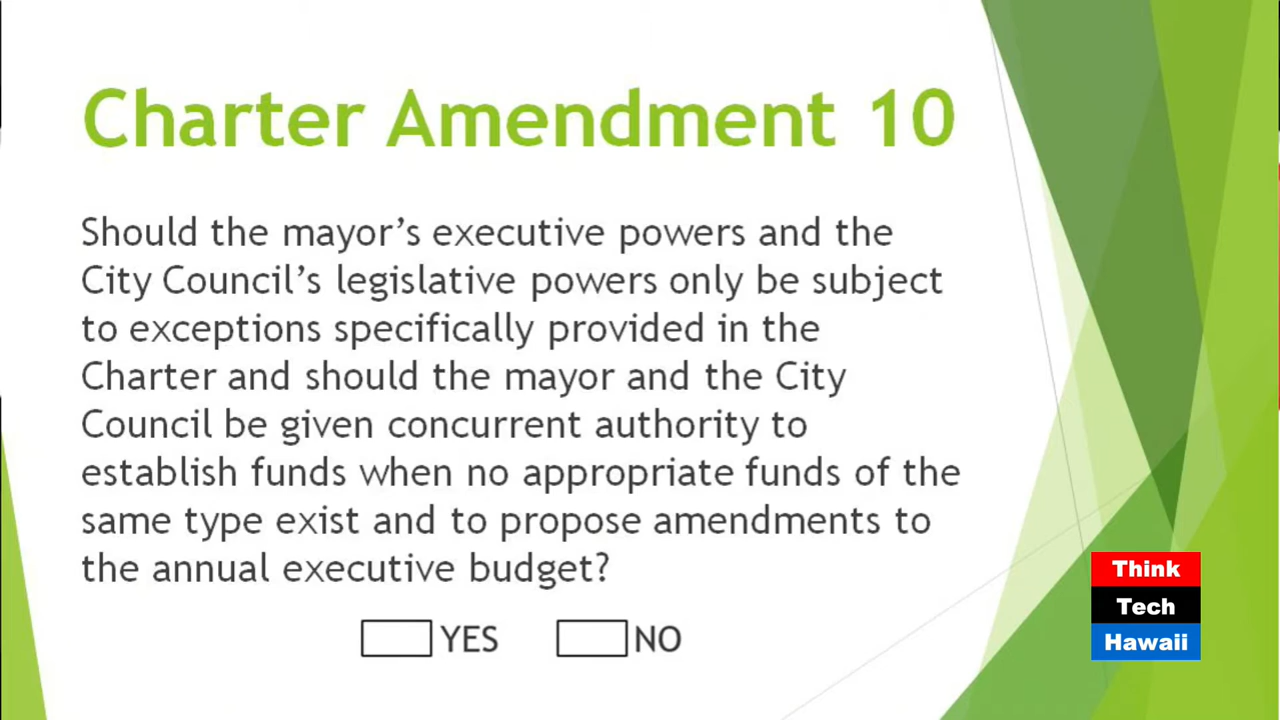 Charter Amendment 10
Should the mayor’s executive powers and the
City Council’s legislative powers only be subject
to exceptions specifically provided in the
Charter and should the mayor and the City
Council be given concurrent authority to
establish funds when no appropriate funds of the
same type exist and to propose amendments to
the annual executive budget?
YES NO
Think
Tech
Hawaii